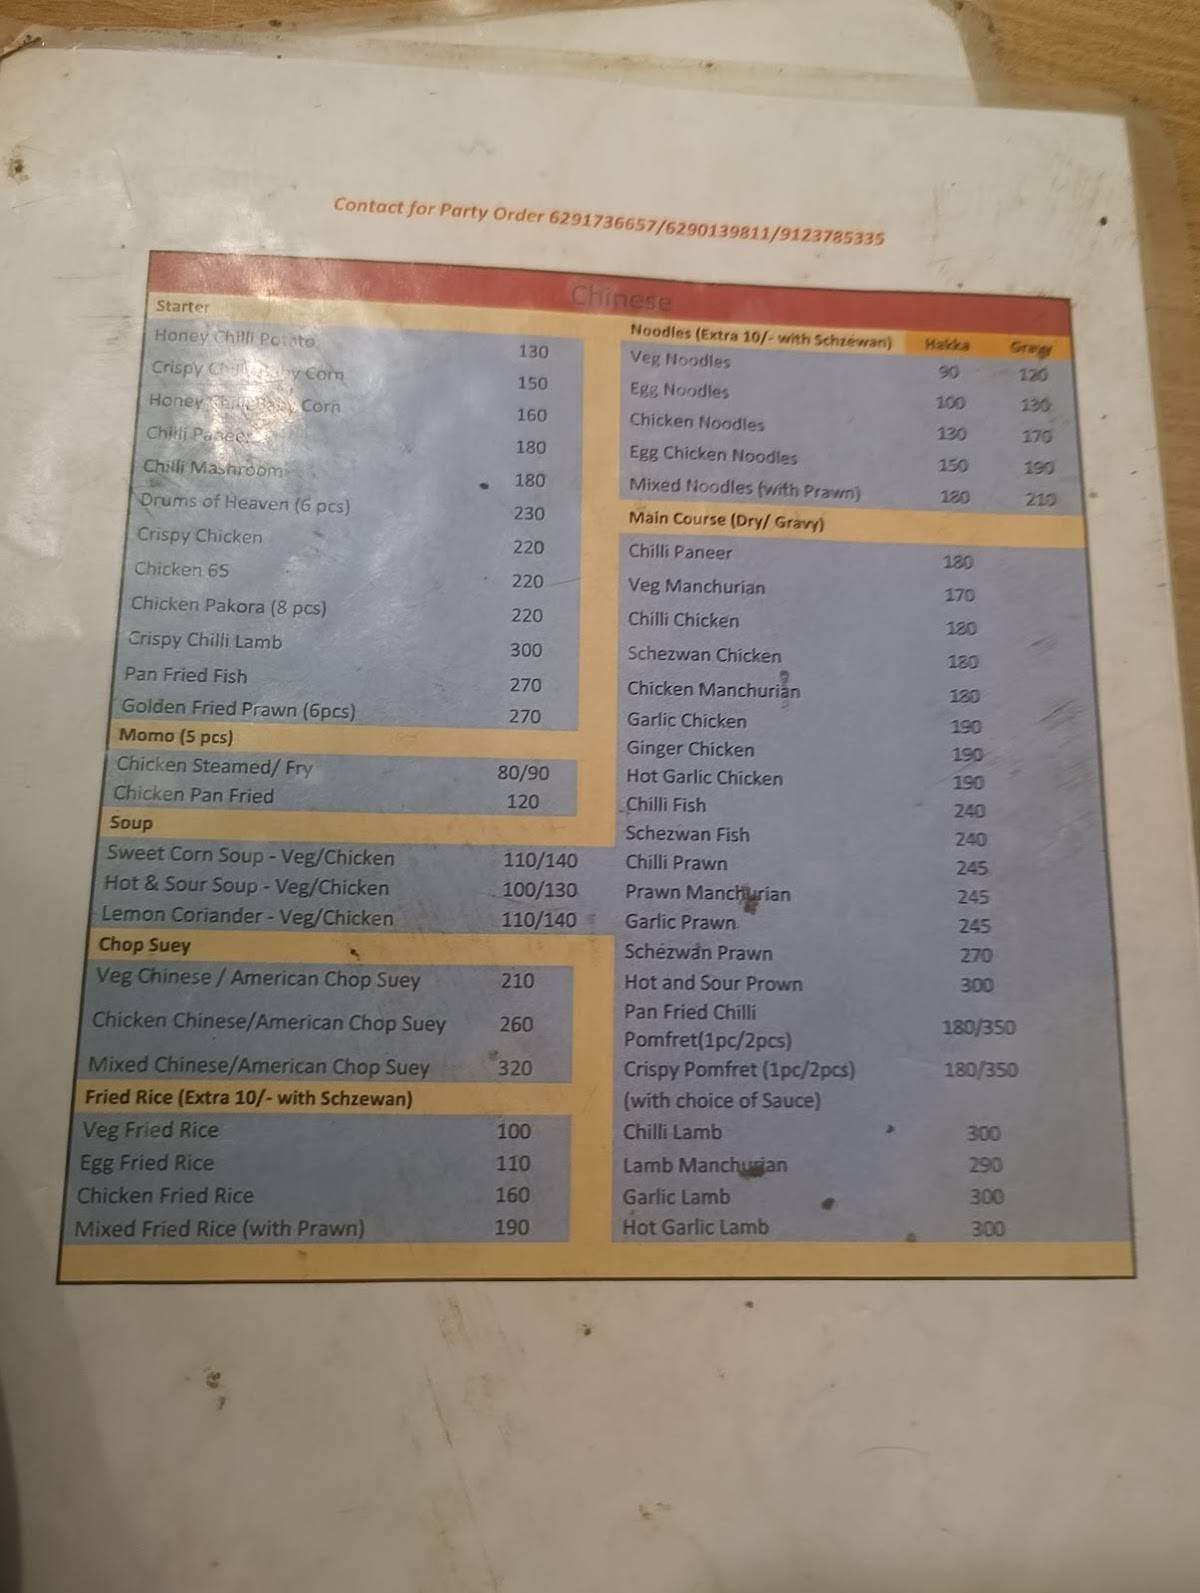 Contact for Party Order 6291736657/6290139811/9123785335
Chinese
Starter
Honey Chilli Potato 130
Crispy Chilli Baby Corn 150
Honey Chilli Baby Corn 160
Chilli Paneer 180
Chilli Mashroom 180
Drums of Heaven (6 pcs) 230
Crispy Chicken 220
Chicken 65 220
Chicken Pakora (8 pcs) 220
Crispy Chilli Lamb 300
Pan Fried Fish 270
Golden Fried Prawn (6pcs) 270
Momo (5 pcs)
Chicken Steamed/ Fry 80/90
Chicken Pan Fried 120
Soup
Sweet Corn Soup - Veg/Chicken 110/140
Hot & Sour Soup - Veg/Chicken 100/130
Lemon Coriander - Veg/Chicken 110/140
Chop Suey
Veg Chinese / American Chop Suey 210
Chicken Chinese/American Chop Suey 260
Mixed Chinese/American Chop Suey 320
Fried Rice (Extra 10/- with Schzewan)
Veg Fried Rice 100
Egg Fried Rice 110
Chicken Fried Rice 160
Mixed Fried Rice (with Prawn) 190
Noodles (Extra 10/- with Schzewan) Hakka Gravy
Veg Noodles 90 120
Egg Noodles 100 130
Chicken Noodles 130 170
Egg Chicken Noodles 150 190
Mixed Noodles (with Prawn) 180 210
Main Course (Dry/ Gravy)
Chilli Paneer 180
Veg Manchurian 170
Chilli Chicken 180
Schezwan Chicken 180
Chicken Manchurian 180
Garlic Chicken 190
Ginger Chicken 190
Hot Garlic Chicken 190
Chilli Fish 240
Schezwan Fish 240
Chilli Prawn 245
Prawn Manchurian 245
Garlic Prawn 245
Schezwan Prawn 270
Hot and Sour Prown 300
Pan Fried Chilli
Pomfret(1pc/2pcs) 180/350
Crispy Pomfret (1pc/2pcs) 180/350
(with choice of Sauce)
Chilli Lamb 300
Lamb Manchurian 290
Garlic Lamb 300
Hot Garlic Lamb 300